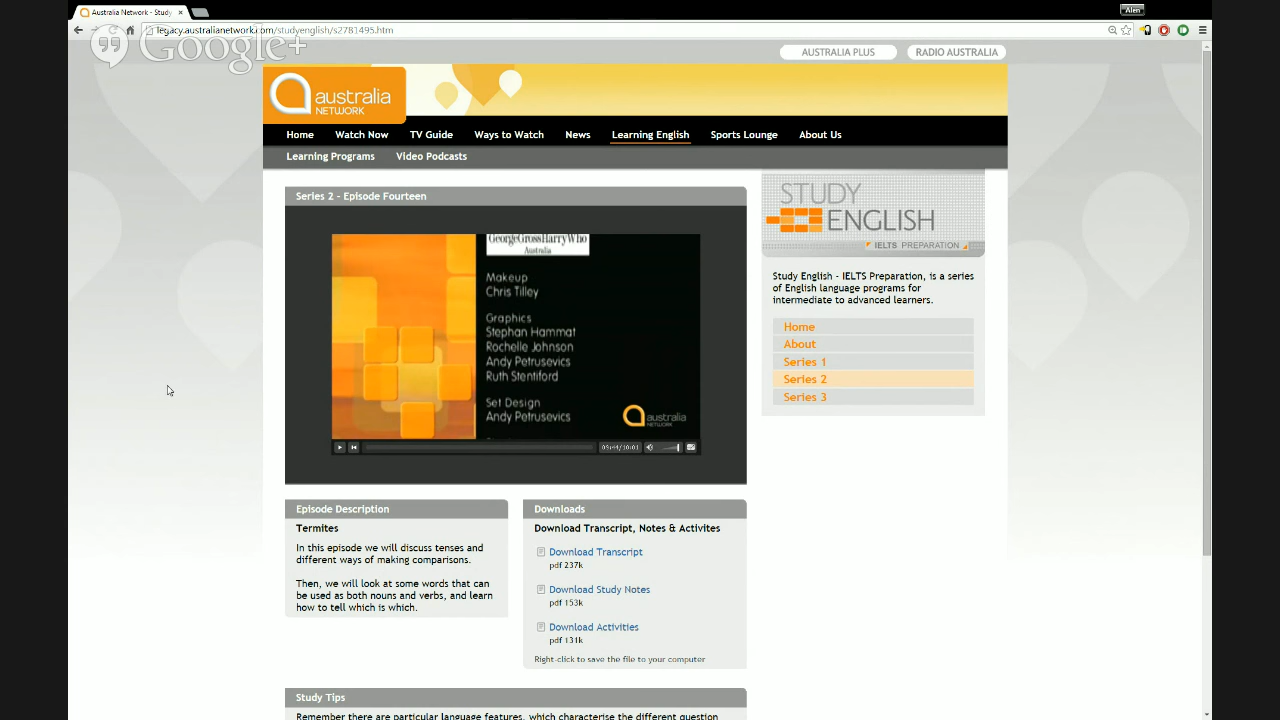 Australia Network - Study
Alen
legacy.australianetwork.com/studyenglish/s2781495.htm
Google+
AUSTRALIA PLUS
RADIO AUSTRALIA
australia
NETWORK
Home Watch Now TV Guide Ways to Watch News Learning English Sports Lounge About Us
Learning Programs Video Podcasts
Series 2 - Episode Fourteen
GeorgeGrossHarryWho
Australia
Makeup
Chris Tilley
Graphics
Stephan Hammat
Rochelle Johnson
Andy Petrusevics
Ruth Stentiford
Set Design
Andy Petrusevics
australia
NETWORK
09:44/10:01
STUDY
ENGLISH
IELTS PREPARATION
Study English - IELTS Preparation, is a series
of English language programs for
intermediate to advanced learners.
Home
About
Series 1
Series 2
Series 3
Episode Description
Termites
In this episode we will discuss tenses and
different ways of making comparisons.
Then, we will look at some words that can
be used as both nouns and verbs, and learn
how to tell which is which.
Downloads
Download Transcript, Notes & Activites
Download Transcript
pdf 237k
Download Study Notes
pdf 153k
Download Activities
pdf 131k
Right-click to save the file to your computer
Study Tips
Remember there are particular language features, which characterise the different question